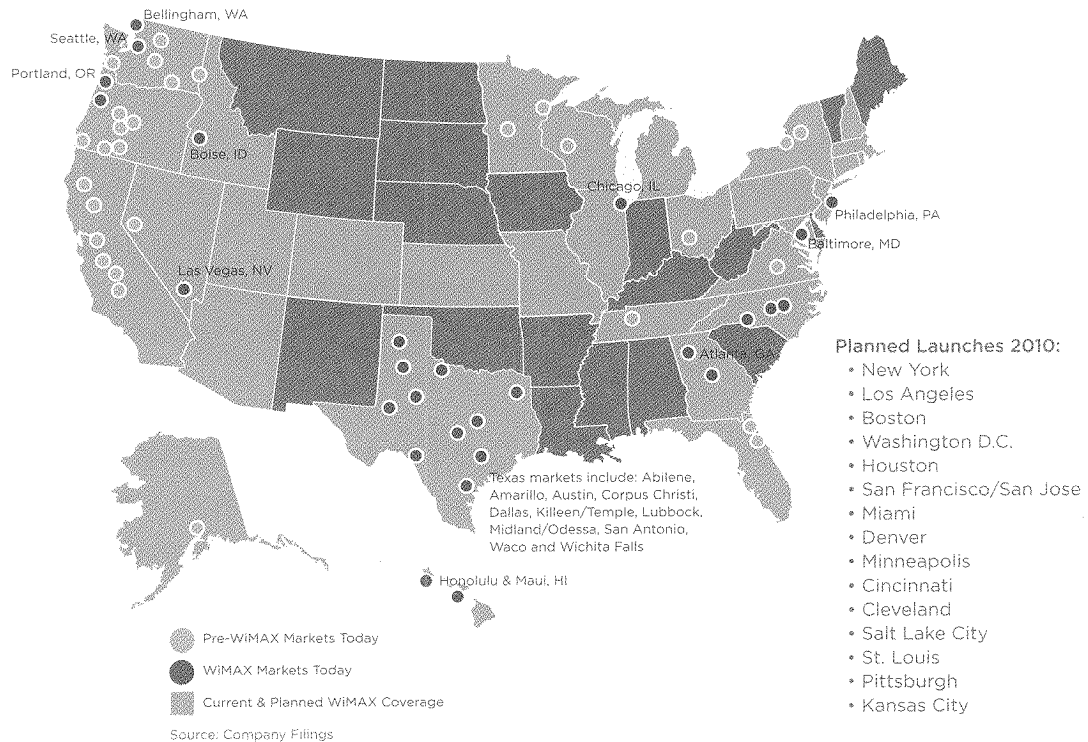 Bellingham, WA
Seattle, WA
Portland, OR
Boise, ID
Chicago, IL
Philadelphia, PA
Baltimore, MD
Las Vegas, NV
Atlanta, GA
Planned Launches 2010:
• New York
• Los Angeles
• Boston
• Washington D.C.
• Houston
• San Francisco/San Jose
• Miami
• Denver
• Minneapolis
• Cincinnati
• Cleveland
• Salt Lake City
• St. Louis
• Pittsburgh
• Kansas City
Texas markets include: Abilene,
Amarillo, Austin, Corpus Christi,
Dallas, Killeen/Temple, Lubbock,
Midland/Odessa, San Antonio,
Waco and Wichita Falls
Honolulu & Maui, HI
Pre-WiMAX Markets Today
WiMAX Markets Today
Current & Planned WiMAX Coverage
Source: Company Filings